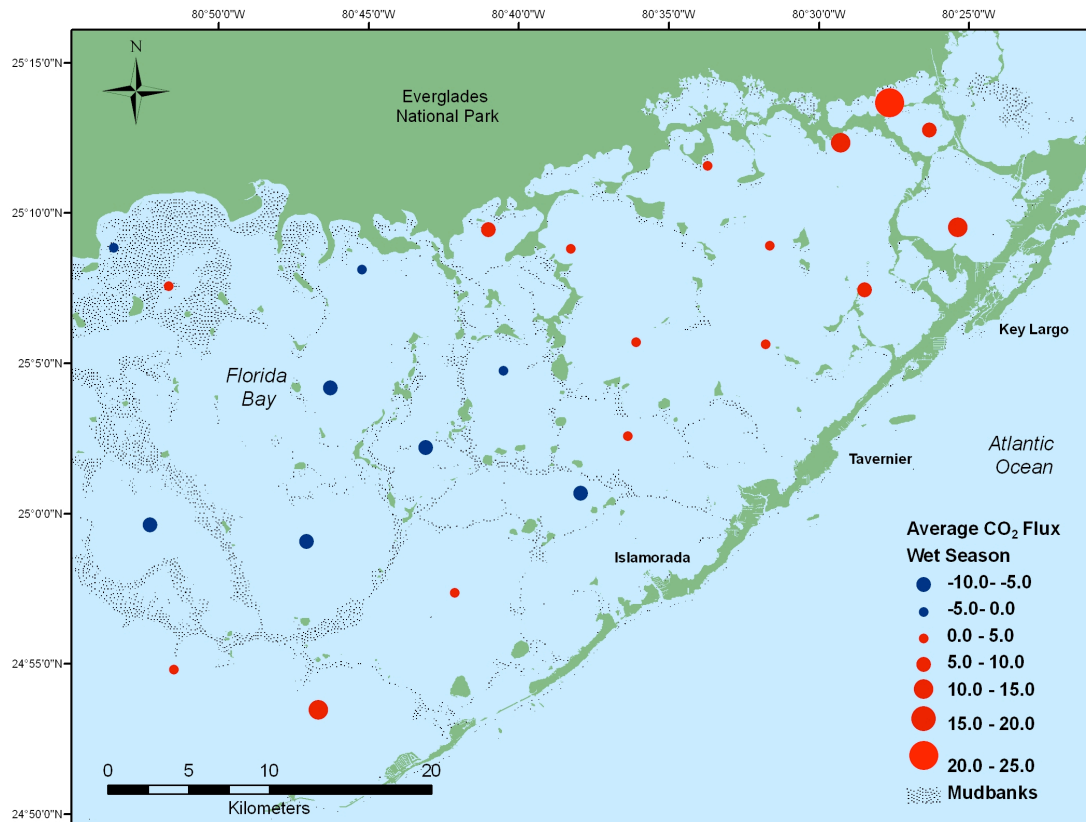 80°50'0"W 80°45'0"W 80°40'0"W 80°35'0"W 80°30'0"W 80°25'0"W
25°15'0"N
N
Everglades
National Park
25°10'0"N
Key Largo
25°5'0"N
Florida
Bay
Atlantic
Ocean
Tavernier
25°0'0"N
Islamorada
Average CO₂ Flux
Wet Season
-10.0- -5.0
-5.0- 0.0
0.0 - 5.0
5.0 - 10.0
10.0 - 15.0
15.0 - 20.0
20.0 - 25.0
Mudbanks
24°55'0"N
0 5 10 20
Kilometers
24°50'0"N